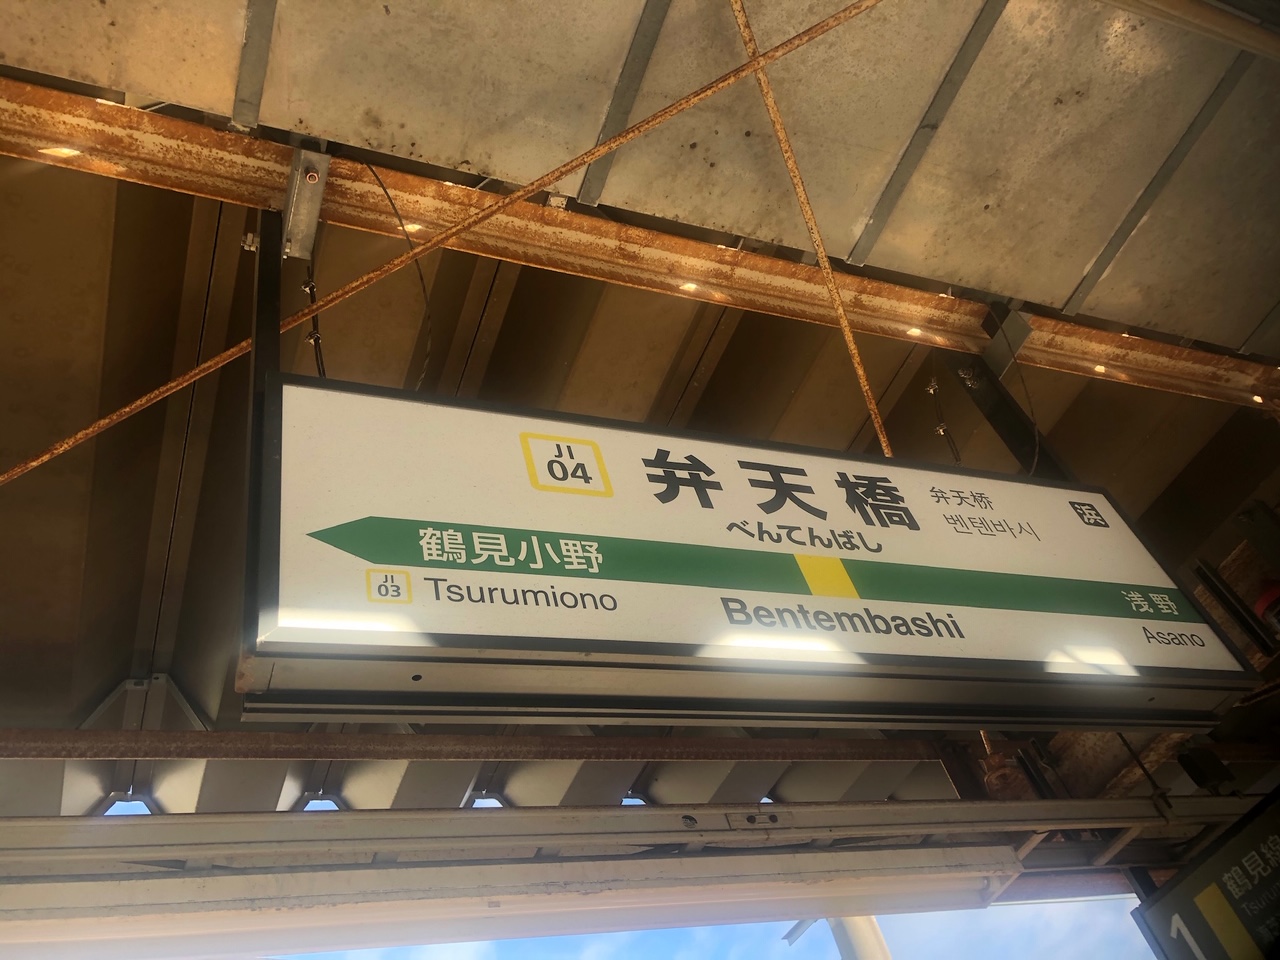 JI
04
弁天橋
弁天桥
벤텐바시
浜
べんてんばし
鶴見小野
浅野
JI
03
Tsurumiono
Bentembashi
Asano
1
鶴見線